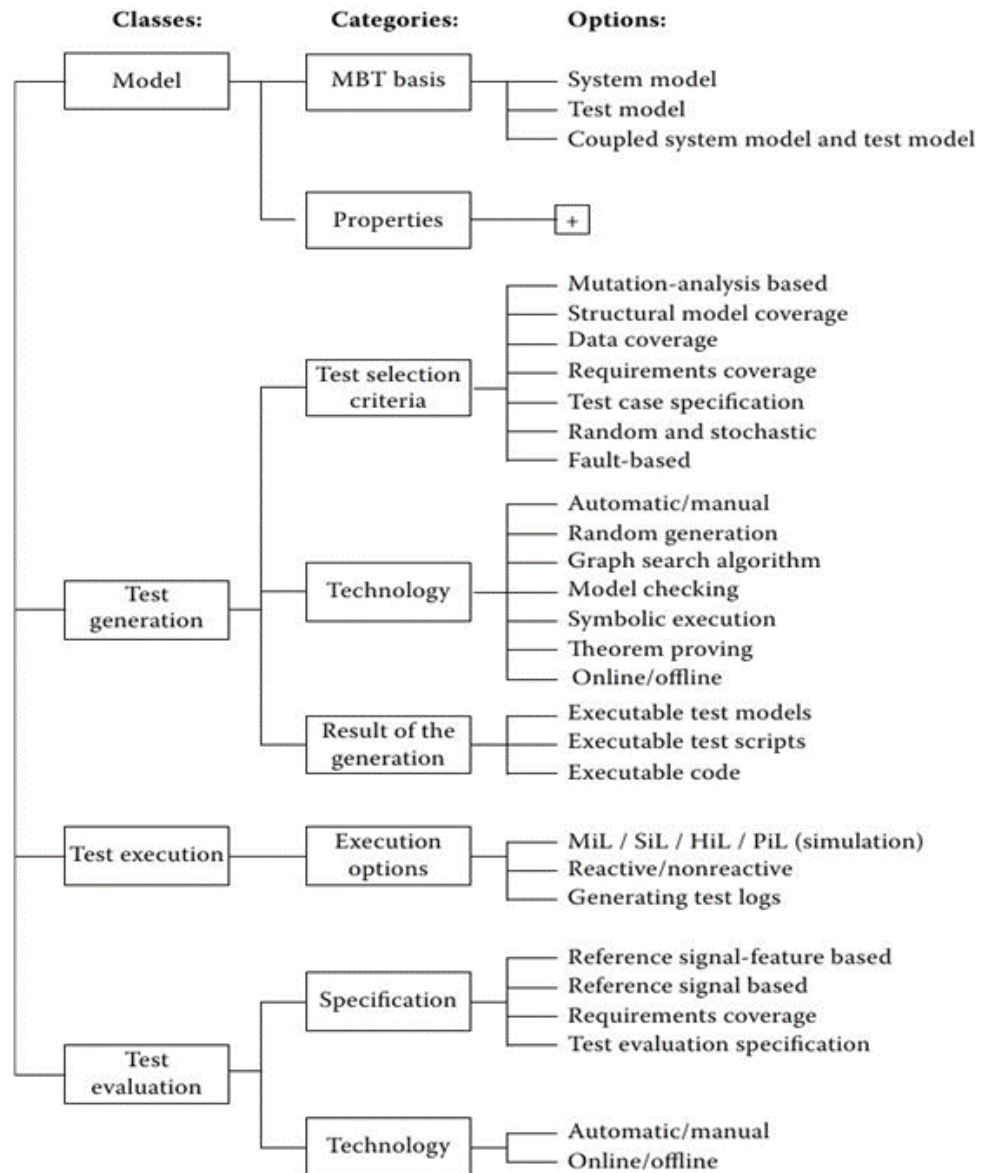 Classes: Categories: Options:
Model
MBT basis
System model
Test model
Coupled system model and test model
Properties
+
Test generation
Test selection criteria
Mutation-analysis based
Structural model coverage
Data coverage
Requirements coverage
Test case specification
Random and stochastic
Fault-based
Technology
Automatic/manual
Random generation
Graph search algorithm
Model checking
Symbolic execution
Theorem proving
Online/offline
Result of the generation
Executable test models
Executable test scripts
Executable code
Test execution
Execution options
MiL / SiL / HiL / PiL (simulation)
Reactive/nonreactive
Generating test logs
Test evaluation
Specification
Reference signal-feature based
Reference signal based
Requirements coverage
Test evaluation specification
Technology
Automatic/manual
Online/offline